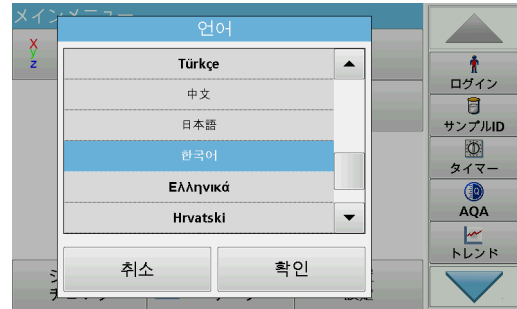 メインメニュー
언어
x
y
z
Türkçe
中文
日本語
한국어
Ελληνικά
Hrvatski
취소
확인
ログイン
サンプルID
タイマー
AQA
トレンド